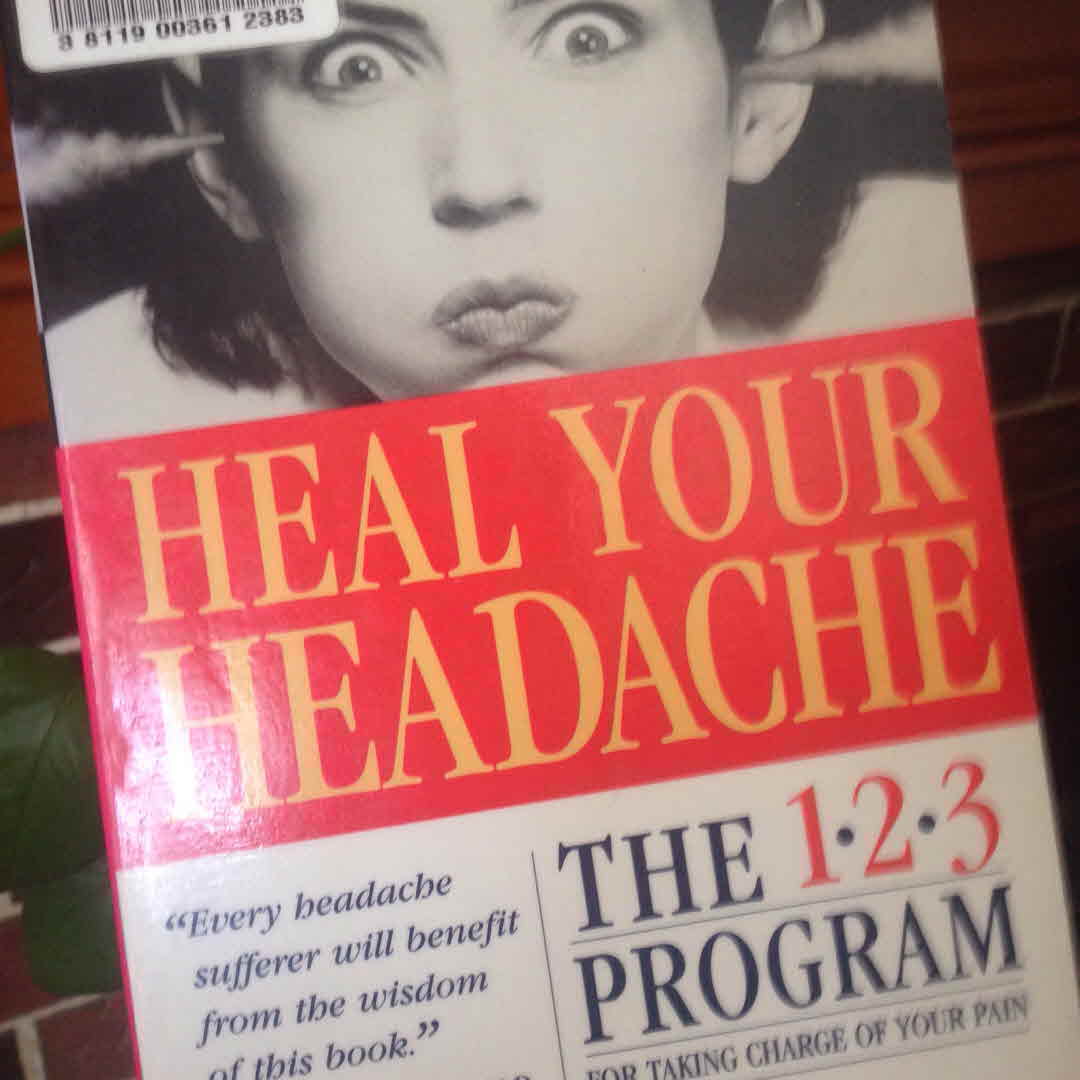 3 8119 00361 2383
HEAL YOUR
HEADACHE
THE 1•2•3
PROGRAM
FOR TAKING CHARGE OF YOUR PAIN
“Every headache
sufferer will benefit
from the wisdom
of this book.”